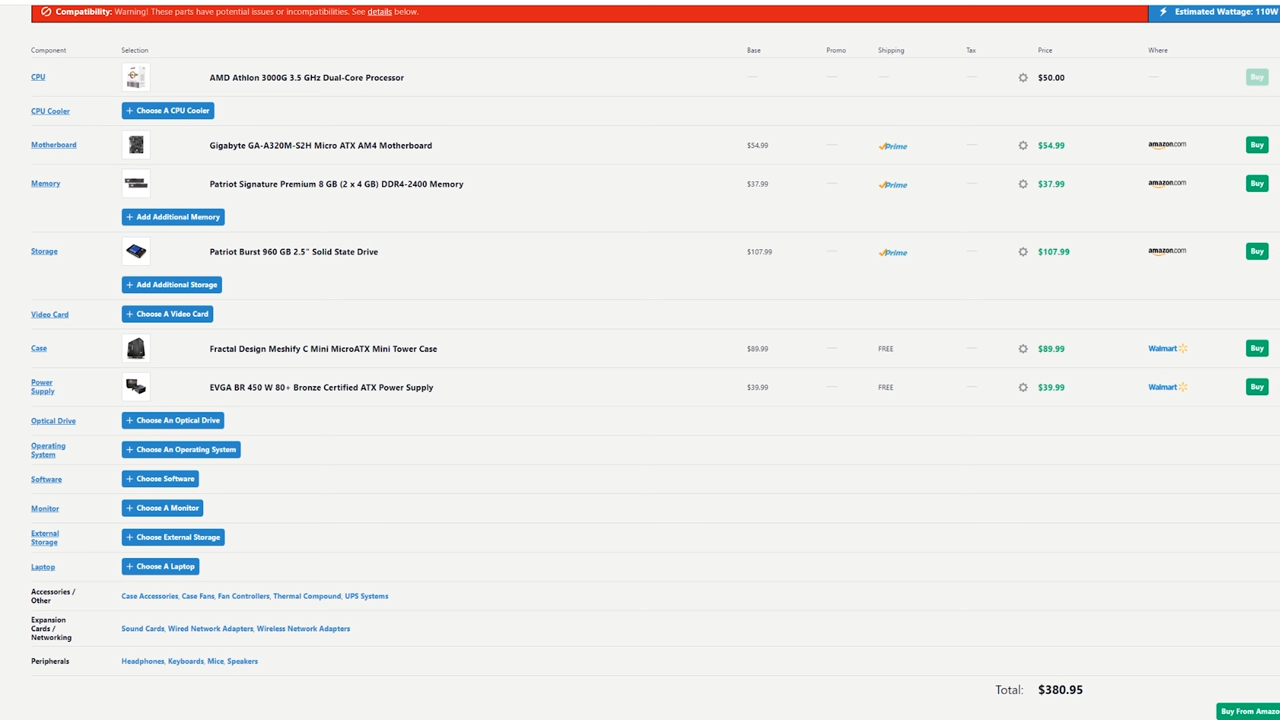 Compatibility: Warning! These parts have potential issues or incompatibilities. See details below. Estimated Wattage: 110W
Component Selection Base Promo Shipping Tax Price Where
CPU AMD Athlon 3000G 3.5 GHz Dual-Core Processor — — — — $50.00 — Buy
CPU Cooler + Choose A CPU Cooler
Motherboard Gigabyte GA-A320M-S2H Micro ATX AM4 Motherboard $54.99 — Prime — $54.99 amazon.com Buy
Memory Patriot Signature Premium 8 GB (2 x 4 GB) DDR4-2400 Memory $37.99 — Prime — $37.99 amazon.com Buy
+ Add Additional Memory
Storage Patriot Burst 960 GB 2.5" Solid State Drive $107.99 — Prime — $107.99 amazon.com Buy
+ Add Additional Storage
Video Card + Choose A Video Card
Case Fractal Design Meshify C Mini MicroATX Mini Tower Case $89.99 — FREE — $89.99 Walmart Buy
Power
Supply EVGA BR 450 W 80+ Bronze Certified ATX Power Supply $39.99 — FREE — $39.99 Walmart Buy
Optical Drive + Choose An Optical Drive
Operating
System + Choose An Operating System
Software + Choose Software
Monitor + Choose A Monitor
External
Storage + Choose External Storage
Laptop + Choose A Laptop
Accessories /
Other Case Accessories, Case Fans, Fan Controllers, Thermal Compound, UPS Systems
Expansion
Cards /
Networking Sound Cards, Wired Network Adapters, Wireless Network Adapters
Peripherals Headphones, Keyboards, Mice, Speakers
Total: $380.95
Buy From Amazo